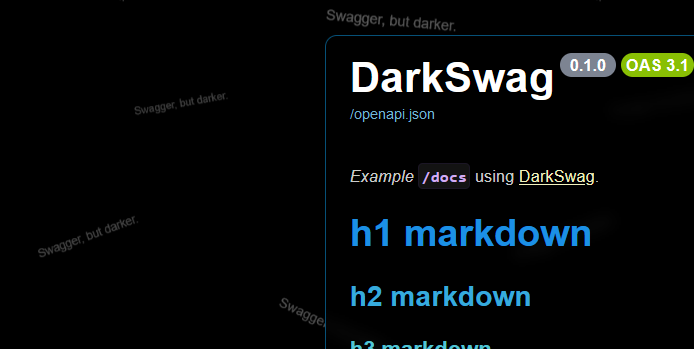 Swagger, but darker.
DarkSwag 0.1.0 OAS 3.1
/openapi.json
Swagger, but darker.
Example /docs using DarkSwag.
Swagger, but darker.
h1 markdown
h2 markdown
Swagge
h3 markdown